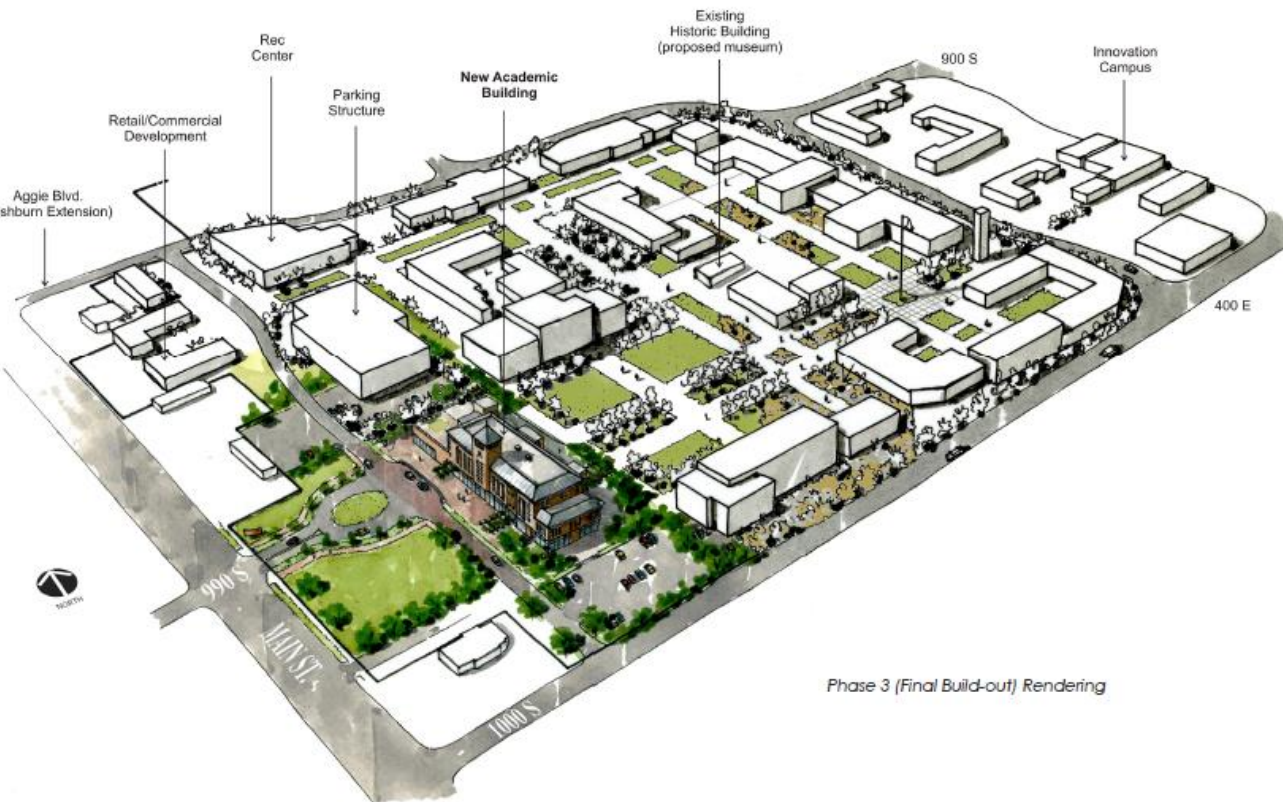 Existing
Historic Building
(proposed museum)
Rec
Center
900 S
Innovation
Campus
New Academic
Building
Parking
Structure
Retail/Commercial
Development
Aggie Blvd.
shburn Extension)
400 E
990 S
NORTH
MAIN ST.
1000 S
Phase 3 (Final Build-out) Rendering